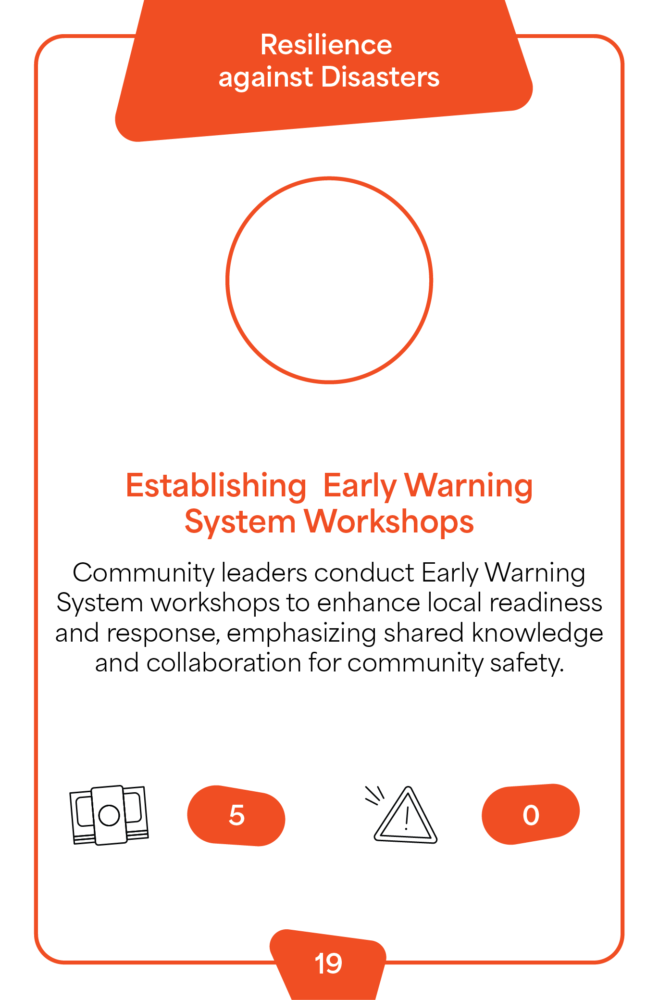 Resilience
against Disasters
Establishing  Early Warning
System Workshops
Community leaders conduct Early Warning
System workshops to enhance local readiness
and response, emphasizing shared knowledge
and collaboration for community safety.
5
!
0
19